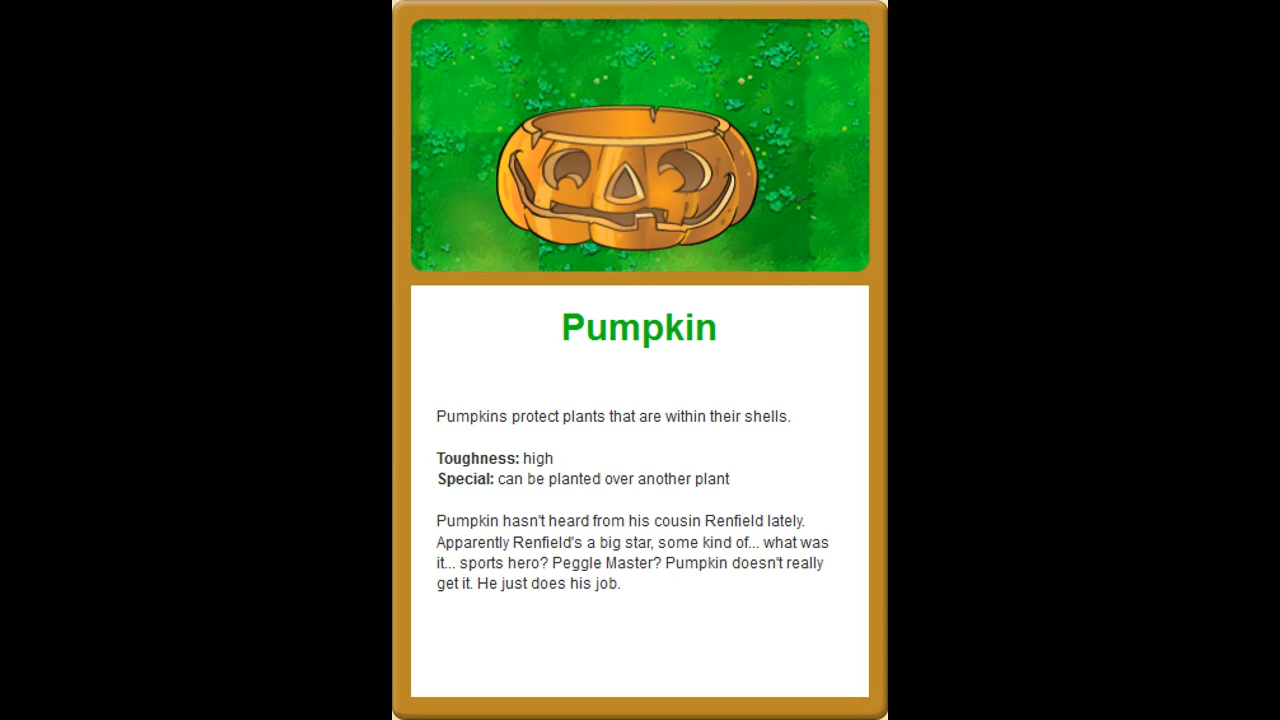 Pumpkin
Pumpkins protect plants that are within their shells.
Toughness: high
Special: can be planted over another plant
Pumpkin hasn't heard from his cousin Renfield lately.
Apparently Renfield's a big star, some kind of... what was
it... sports hero? Peggle Master? Pumpkin doesn't really
get it. He just does his job.